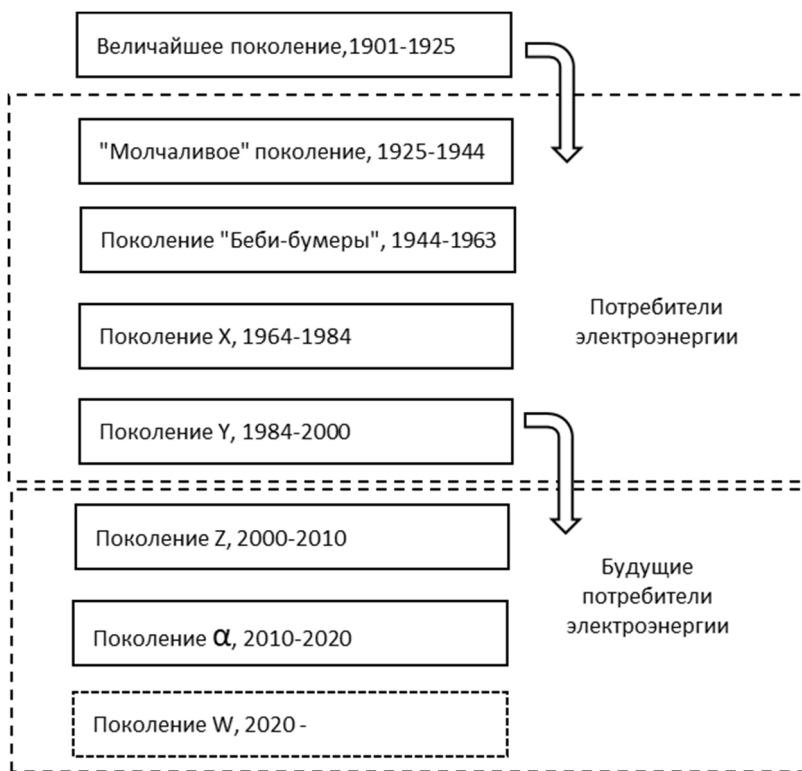 Величайшее поколение,1901-1925
"Молчаливое" поколение, 1925-1944
Поколение "Беби-бумеры", 1944-1963
Поколение X, 1964-1984
Потребители
электроэнергии
Поколение Y, 1984-2000
Поколение Z, 2000-2010
Будущие
потребители
электроэнергии
Поколение α, 2010-2020
Поколение W, 2020 -